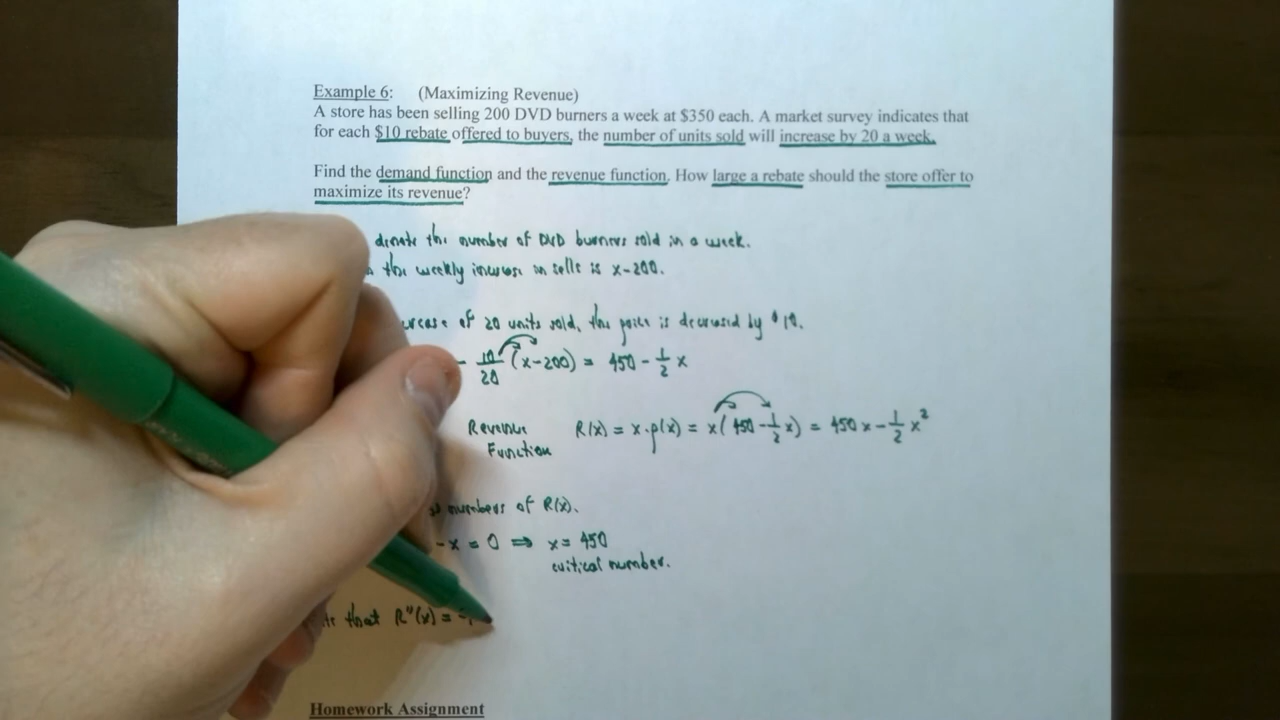 Example 6: (Maximizing Revenue)
A store has been selling 200 DVD burners a week at $350 each. A market survey indicates that
for each $10 rebate offered to buyers, the number of units sold will increase by 20 a week.
Find the demand function and the revenue function. How large a rebate should the store offer to
maximize its revenue?
denote the number of DVD burners sold in a week.
the weekly increase in sells is x-200.
of 20 units sold, the price is decreased by $10.
- 10/20 (x-200) = 450 - 1/2 x
Revenue Function R(x) = x·p(x) = x(450 - 1/2 x) = 450x - 1/2 x²
numbers of R(x).
-x = 0 ⇒ x = 450
critical number.
that R"(x) = -1
Homework Assignment